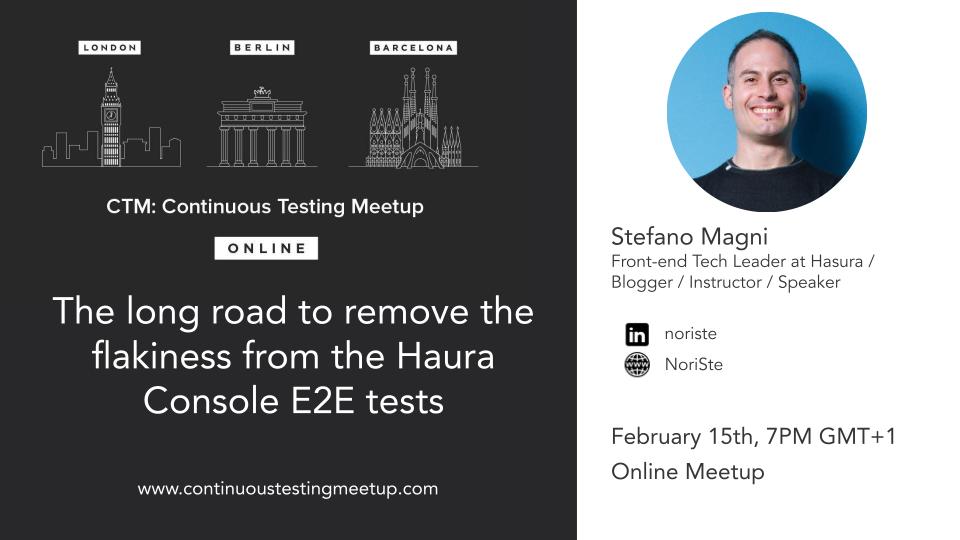 LONDON
BERLIN
BARCELONA
CTM: Continuous Testing Meetup
ONLINE
The long road to remove the
flakiness from the Haura
Console E2E tests
www.continuoustestingmeetup.com
Stefano Magni
Front-end Tech Leader at Hasura /
Blogger / Instructor / Speaker
in
noriste
www
NoriSte
February 15th, 7PM GMT+1
Online Meetup